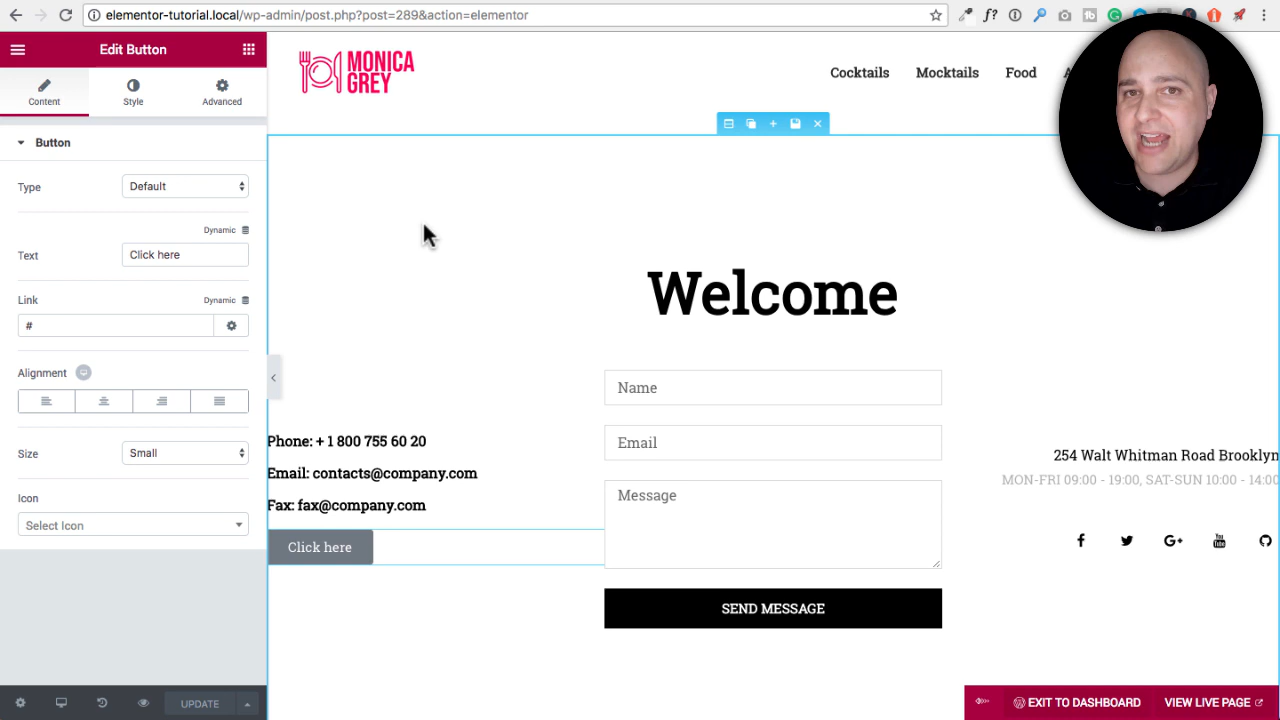 elementor-tutorial.local/wp-admin/post.php?post=289&action=elementor
Edit Button
Content
Style
Advanced
Button
Type
Default
Dynamic
Text
Click here
Link
Dynamic
#
Alignment
Size
Small
Icon
Select Icon
UPDATE
MONICA
GREY
Cocktails
Mocktails
Food
Welcome
Name
Email
Message
SEND MESSAGE
Phone: + 1 800 755 60 20
Email: contacts@company.com
Fax: fax@company.com
Click here
254 Walt Whitman Road Brooklyn
MON-FRI 09:00 - 19:00, SAT-SUN 10:00 - 14:00
EXIT TO DASHBOARD
VIEW LIVE PAGE